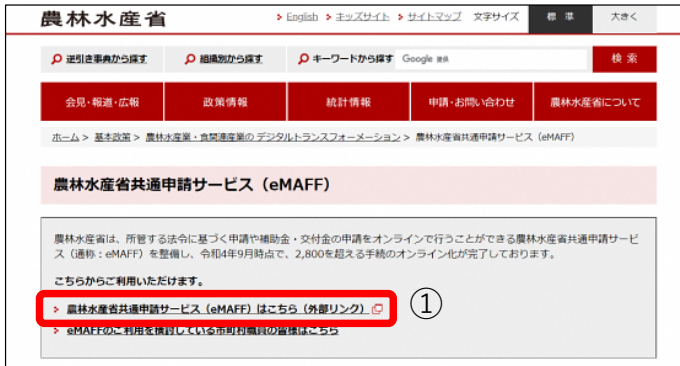 農林水産省
English キッズサイト サイトマップ 文字サイズ 標準 大きく
逆引き事典から探す 組織別から探す キーワードから探す Google 提供 検索
会見・報道・広報 政策情報 統計情報 申請・お問い合わせ 農林水産省について
ホーム > 基本政策 > 農林水産業・食関連産業の デジタルトランスフォーメーション > 農林水産省共通申請サービス（eMAFF）
農林水産省共通申請サービス（eMAFF）
農林水産省は、所管する法令に基づく申請や補助金・交付金の申請をオンラインで行うことができる農林水産省共通申請サービ
ス（通称：eMAFF）を整備し、令和4年9月時点で、2,800を超える手続のオンライン化が完了しております。
こちらからご利用いただけます。
農林水産省共通申請サービス（eMAFF）はこちら（外部リンク） ①
eMAFFのご利用を検討している市町村職員の皆様はこちら